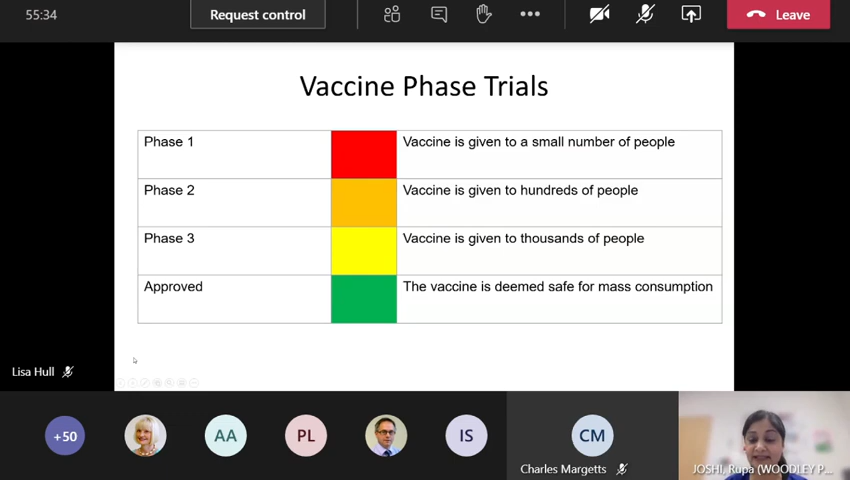 55:34
Request control
Leave
Vaccine Phase Trials
Phase 1
Vaccine is given to a small number of people
Phase 2
Vaccine is given to hundreds of people
Phase 3
Vaccine is given to thousands of people
Approved
The vaccine is deemed safe for mass consumption
Lisa Hull
+50
AA
PL
IS
CM
Charles Margetts
JOSHI, Rupa (WOODLEY P...